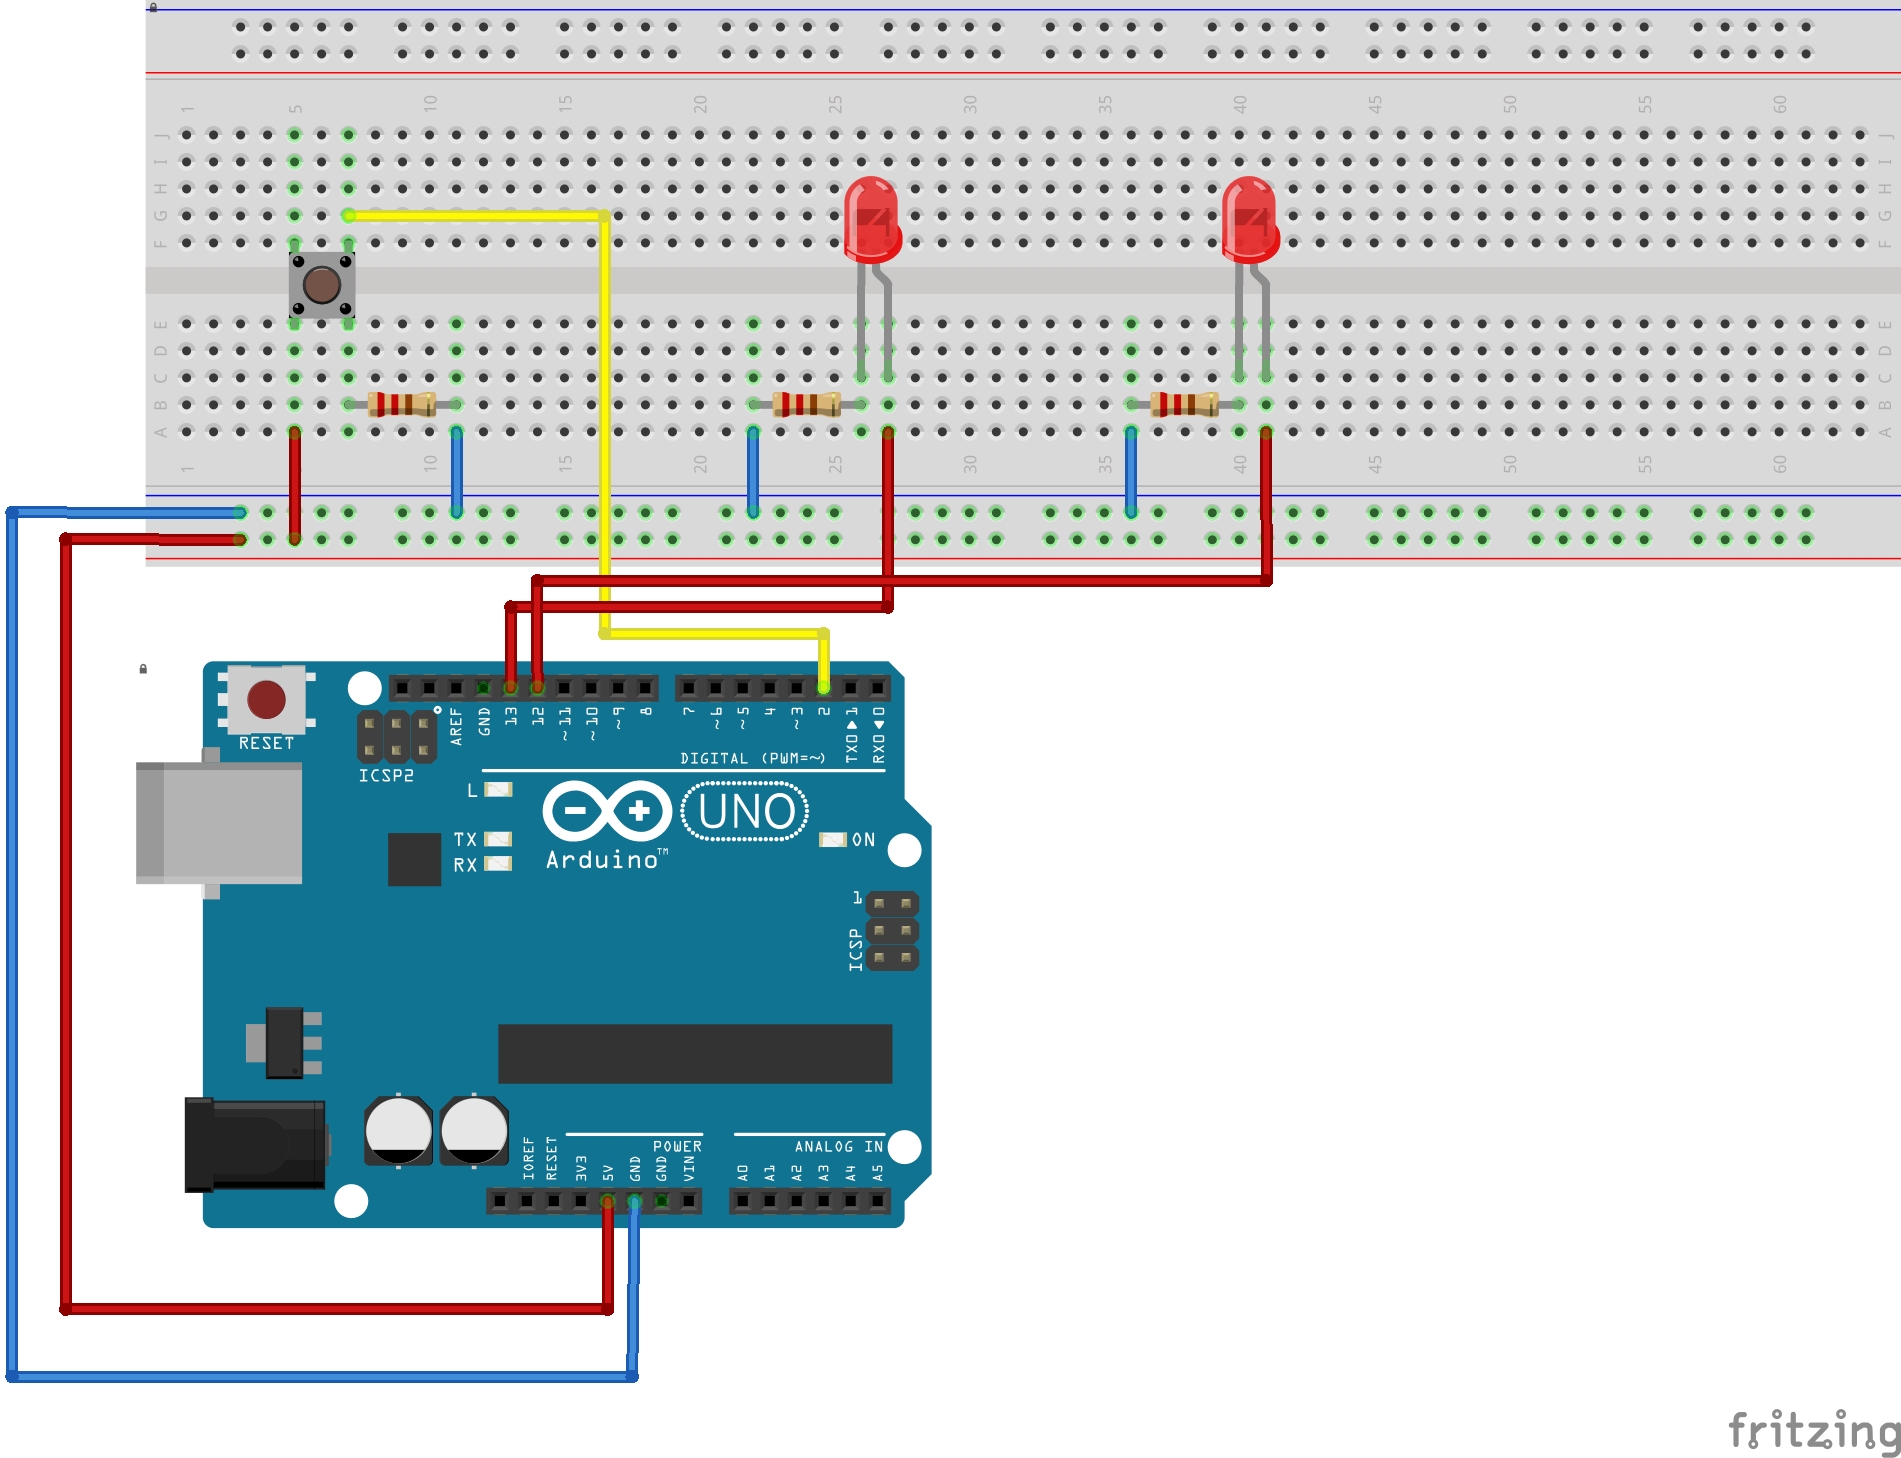 1 5 10 15 20 25 30 35 40 45 50 55 60
J J
I I
H H
G G
F F
E E
D D
C C
B B
A A
1 5 10 15 20 25 30 35 40 45 50 55 60
RESET
ICSP2
AREF GND 13 12 ~11 ~10 ~9 8 7 ~6 ~5 4 ~3 2 TX0▶1 RX0◀0
DIGITAL (PWM=~)
L
TX
RX
UNO
Arduino™
ON
1
ICSP
POWER
ANALOG IN
IOREF RESET 3V3 5V GND GND VIN A0 A1 A2 A3 A4 A5
fritzing